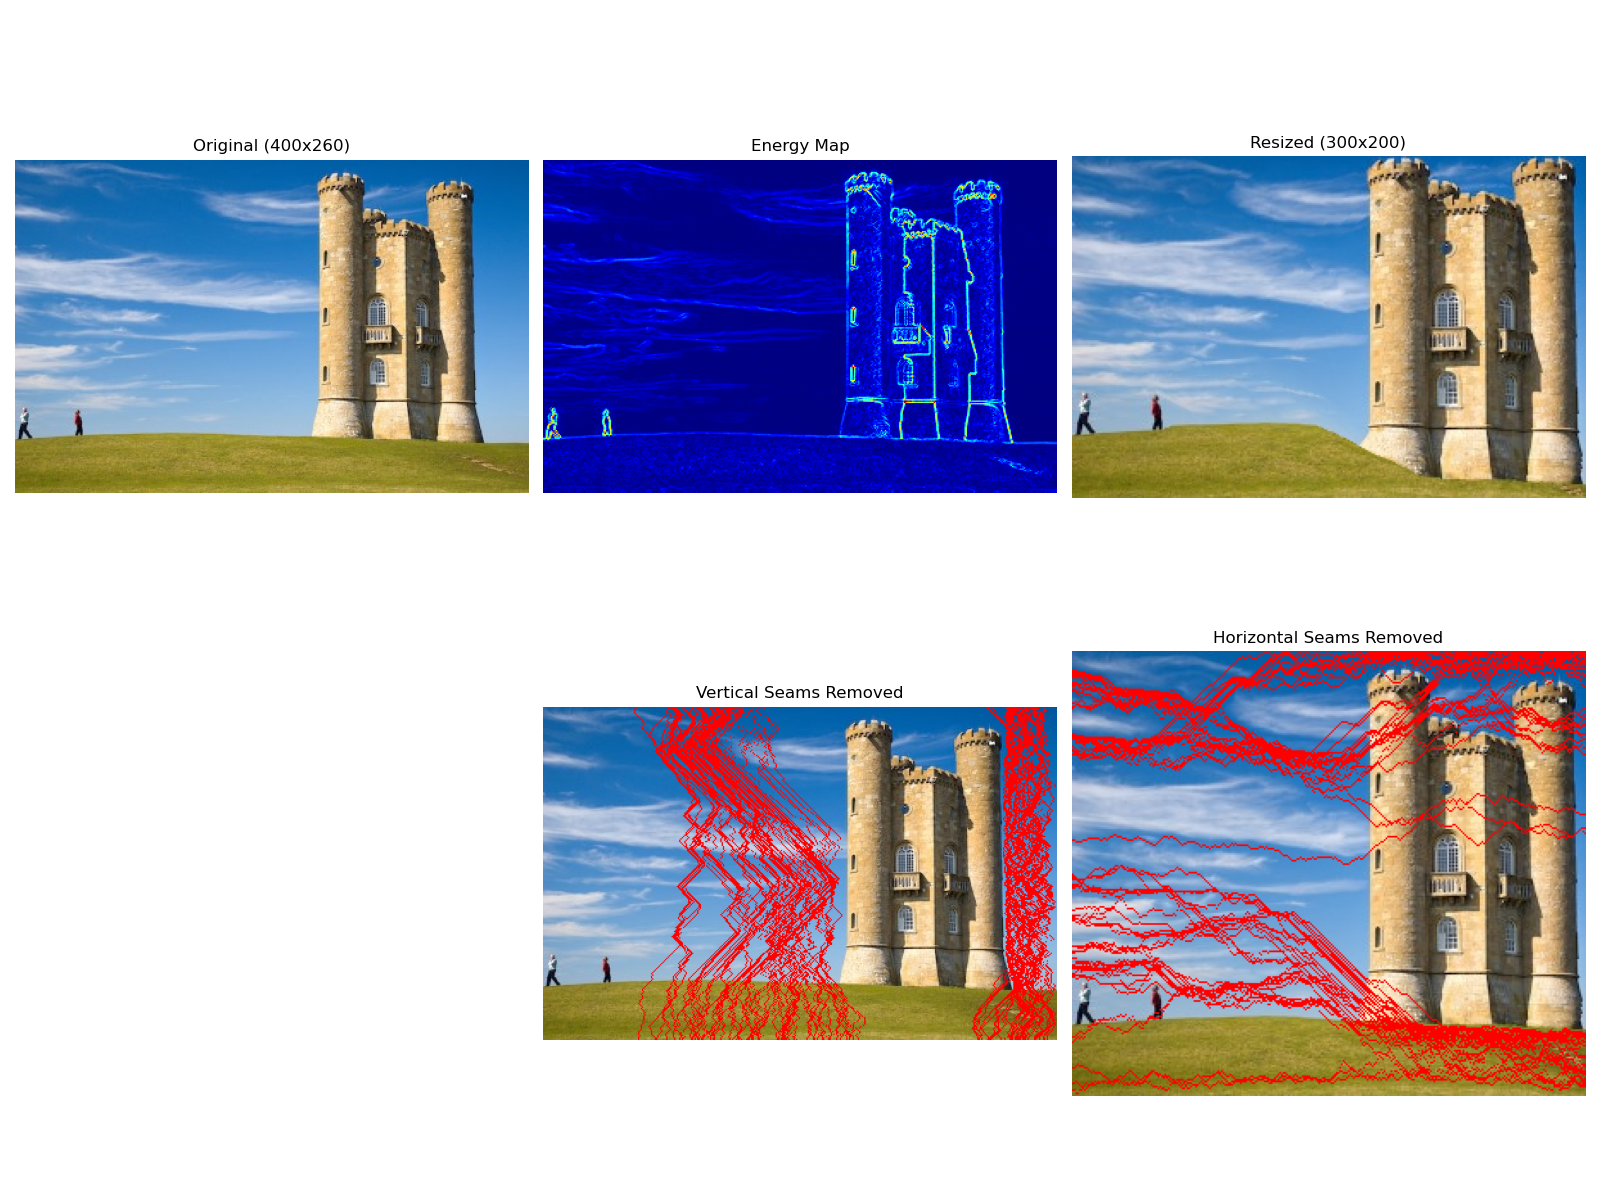 Original (400x260)
Energy Map
Resized (300x200)
Vertical Seams Removed
Horizontal Seams Removed